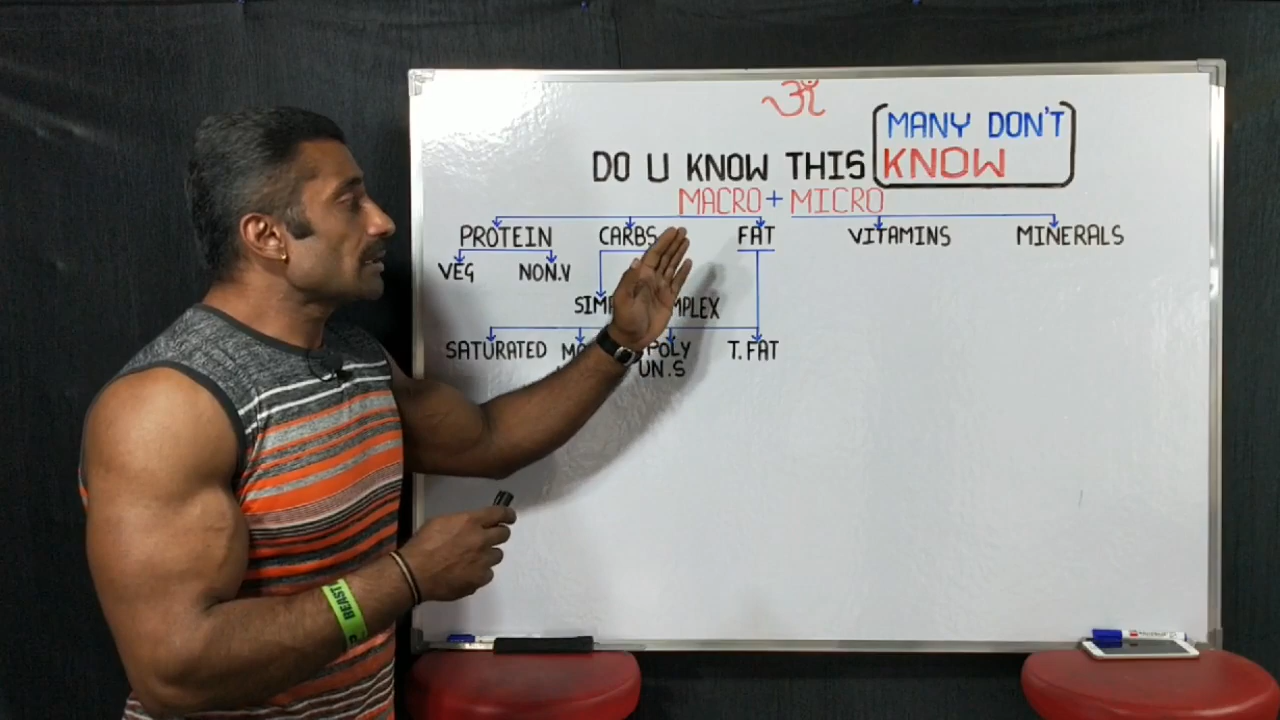 ॐ
MANY DON'T
DO U KNOW THIS KNOW
MACRO + MICRO
PROTEIN CARBS FAT VITAMINS MINERALS
VEG NON.V
SATURATED POLY T.FAT
UN.S
BEAST